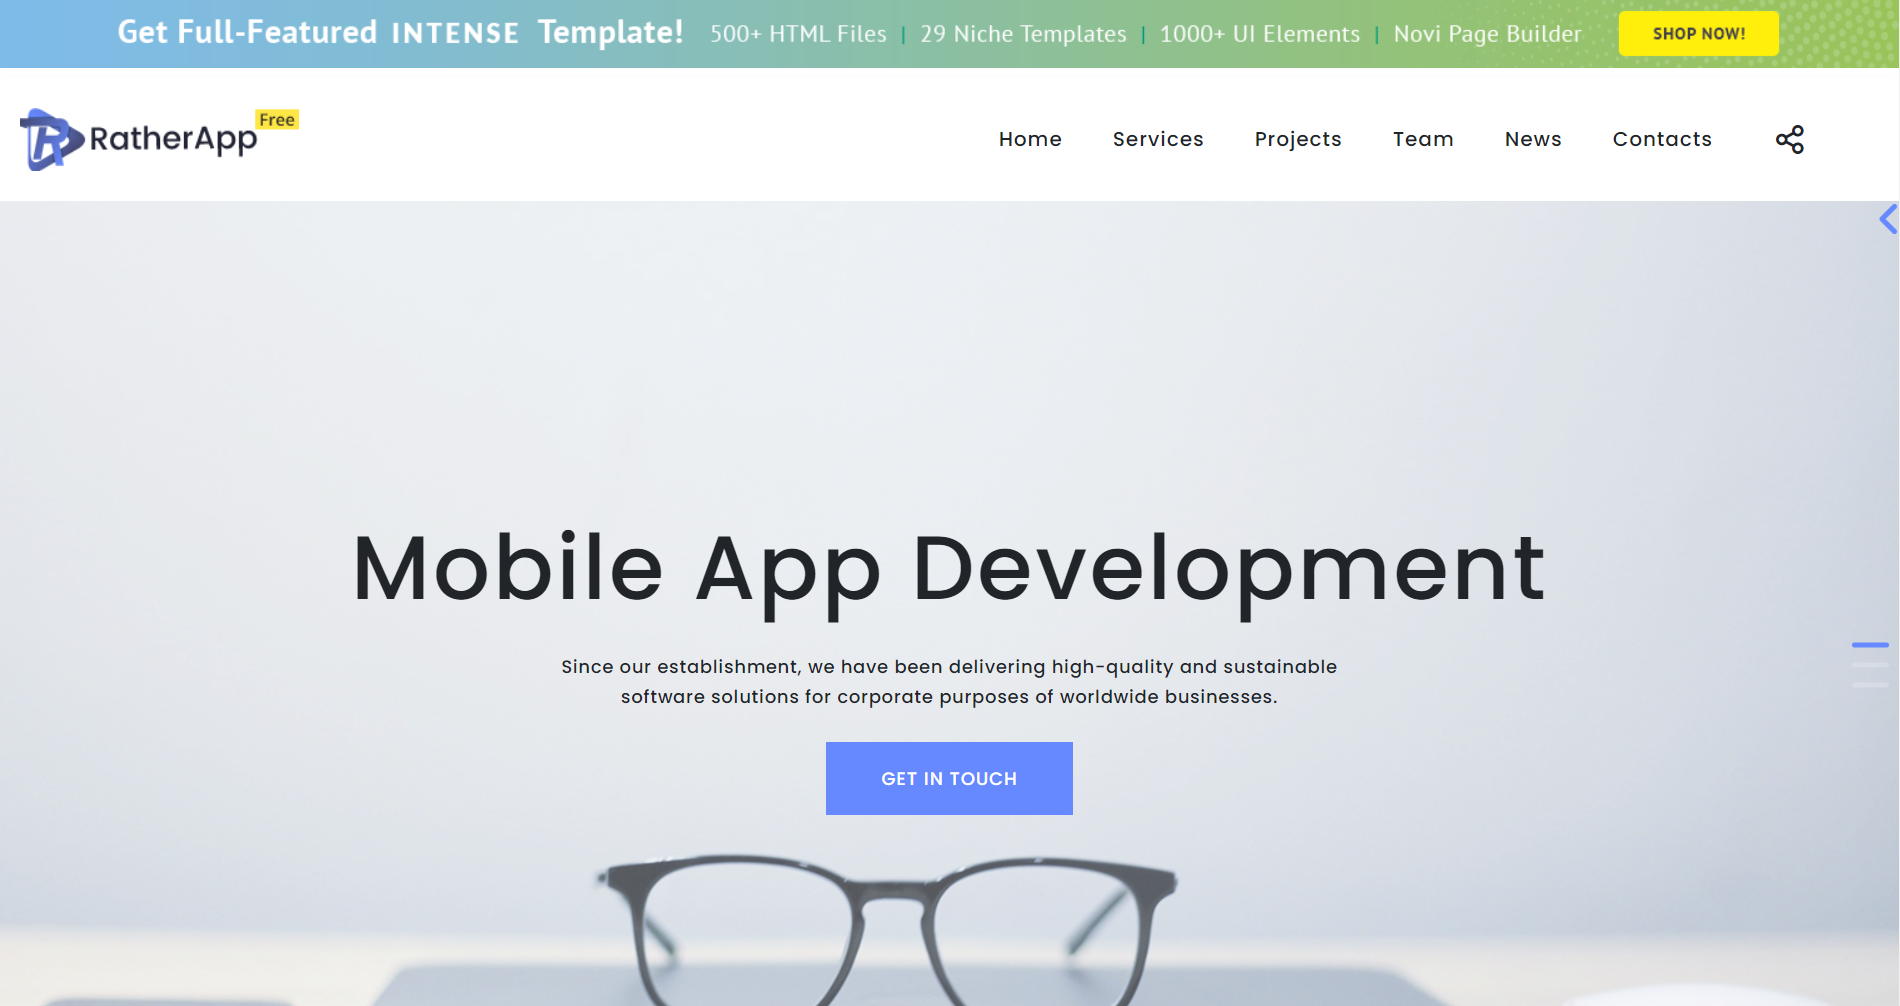 Get Full-Featured INTENSE Template! 500+ HTML Files | 29 Niche Templates | 1000+ UI Elements | Novi Page Builder SHOP NOW!
RatherApp Free
Home Services Projects Team News Contacts
Mobile App Development
Since our establishment, we have been delivering high-quality and sustainable
software solutions for corporate purposes of worldwide businesses.
GET IN TOUCH